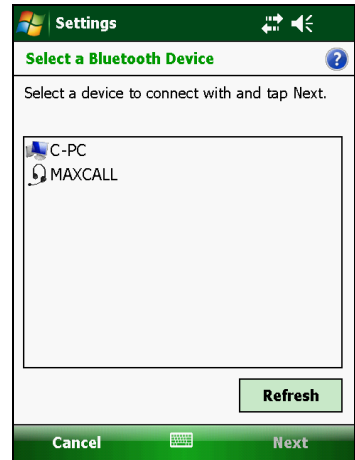 Settings
Select a Bluetooth Device ?
Select a device to connect with and tap Next.
C-PC
MAXCALL
Refresh
Cancel Next